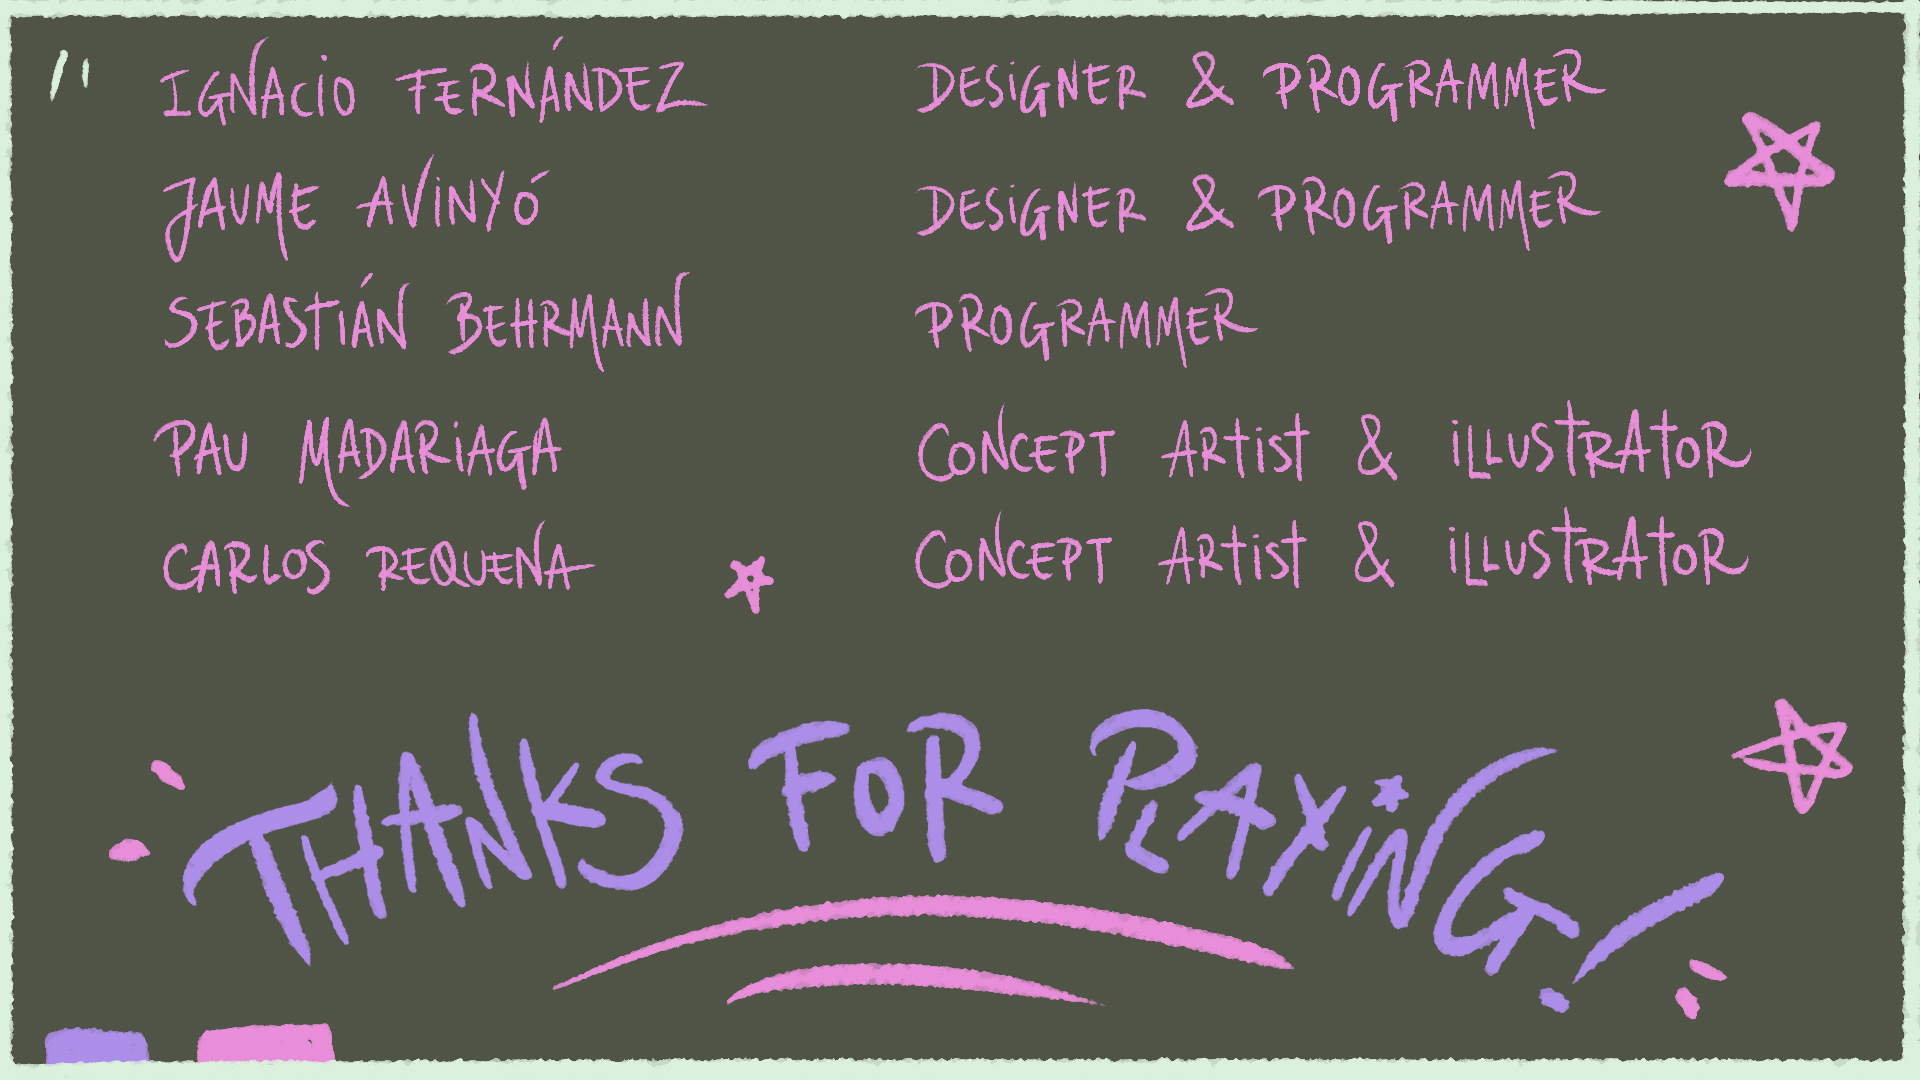 IGNACIO FERNÁNDEZ DESIGNER & PROGRAMMER
JAUME AVINYÓ DESIGNER & PROGRAMMER
SEBASTIÁN BEHRMANN PROGRAMMER
PAU MADARIAGA CONCEPT ARTIST & ILLUSTRATOR
CARLOS REQUENA CONCEPT ARTIST & ILLUSTRATOR
THANKS FOR PLAYING!